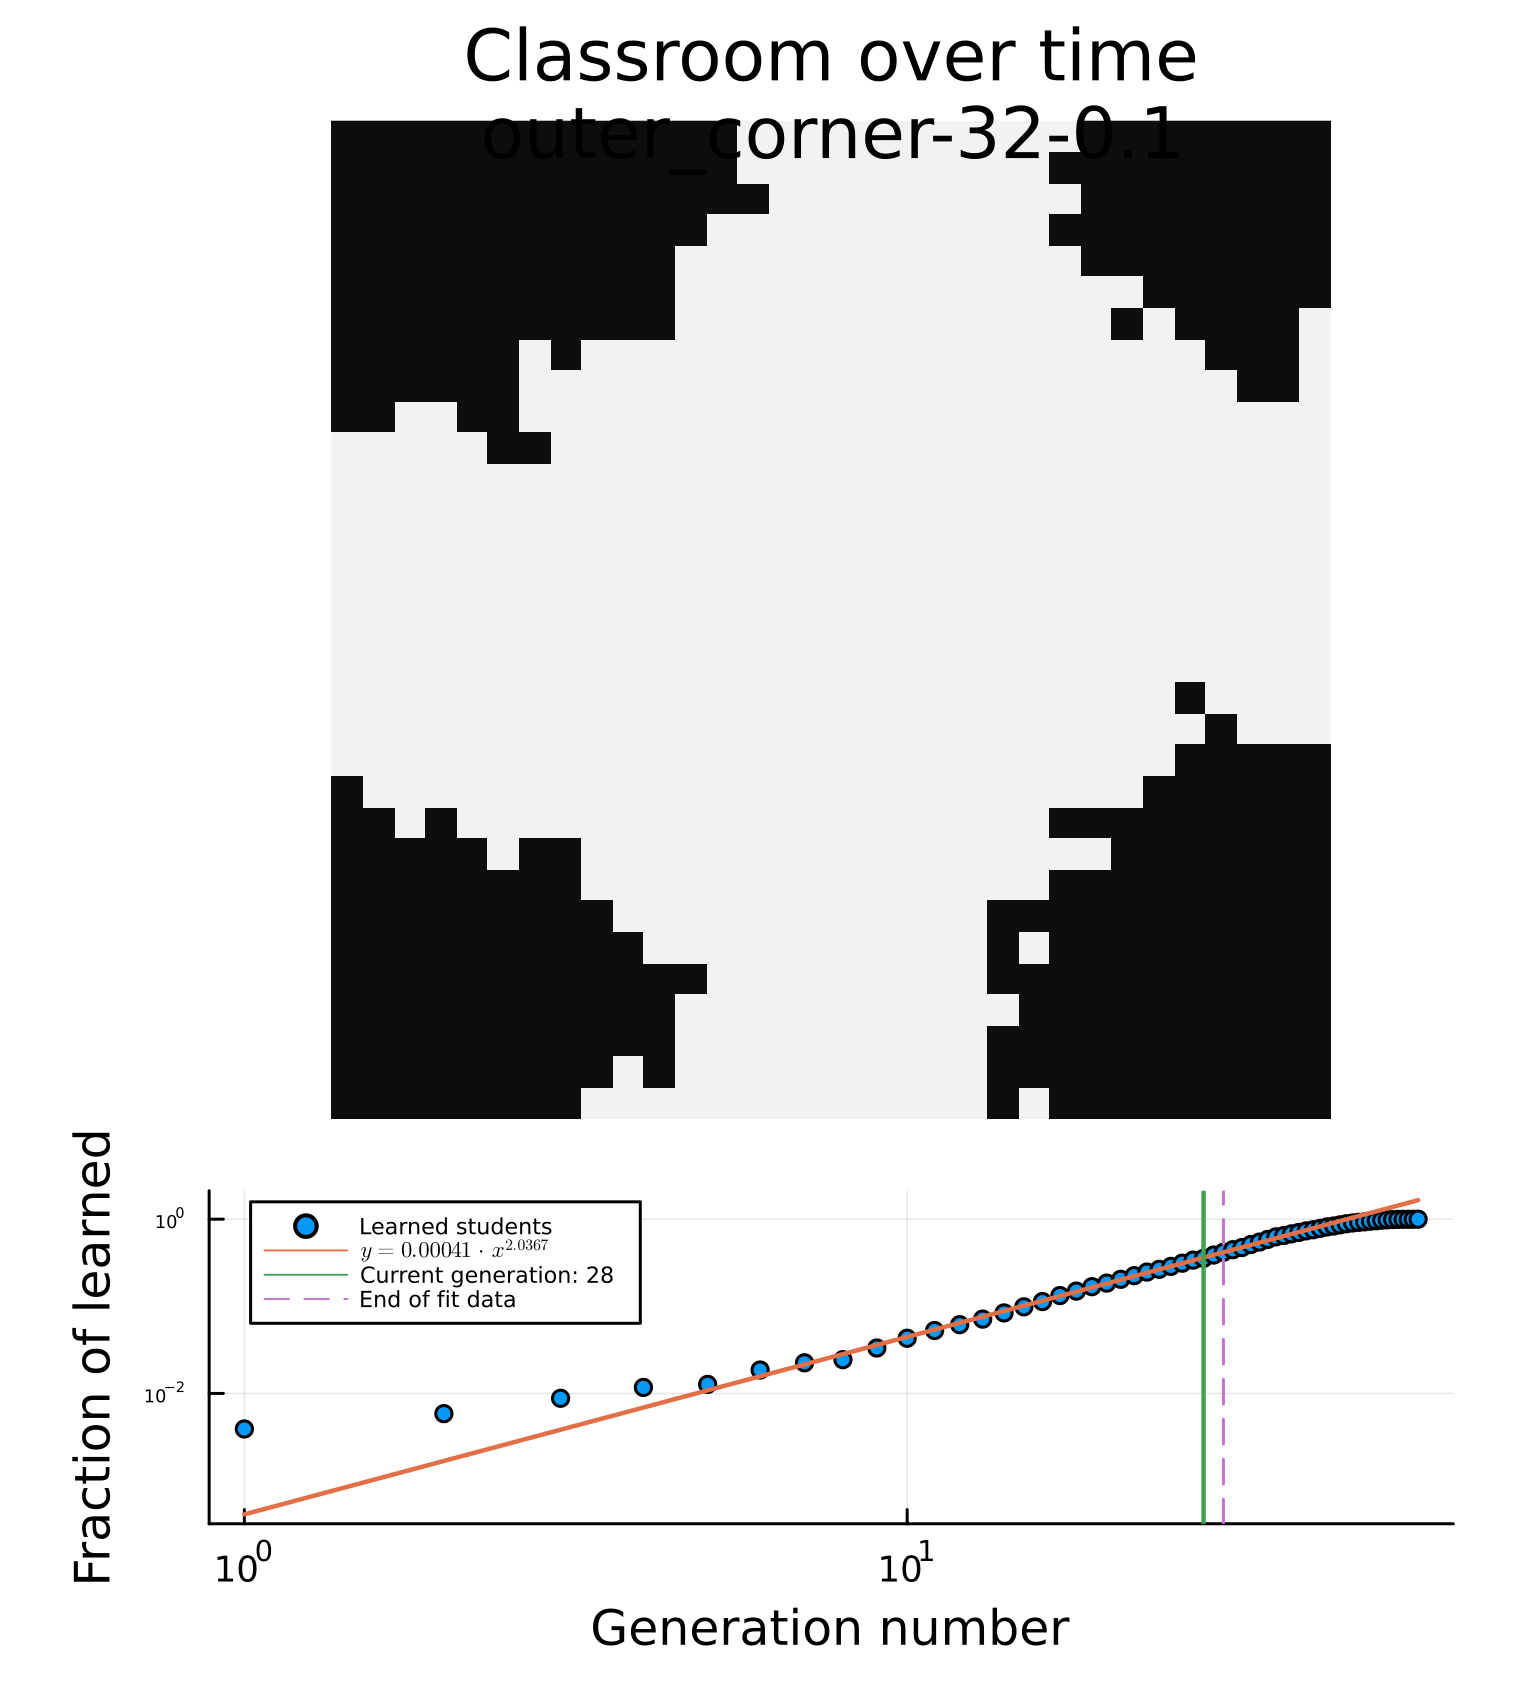 Classroom over time
outer_corner-32-0.1
Fraction of learned
10^0
10^−2
Learned students
y = 0.00041 · x^2.0367
Current generation: 28
End of fit data
10^0
10^1
Generation number